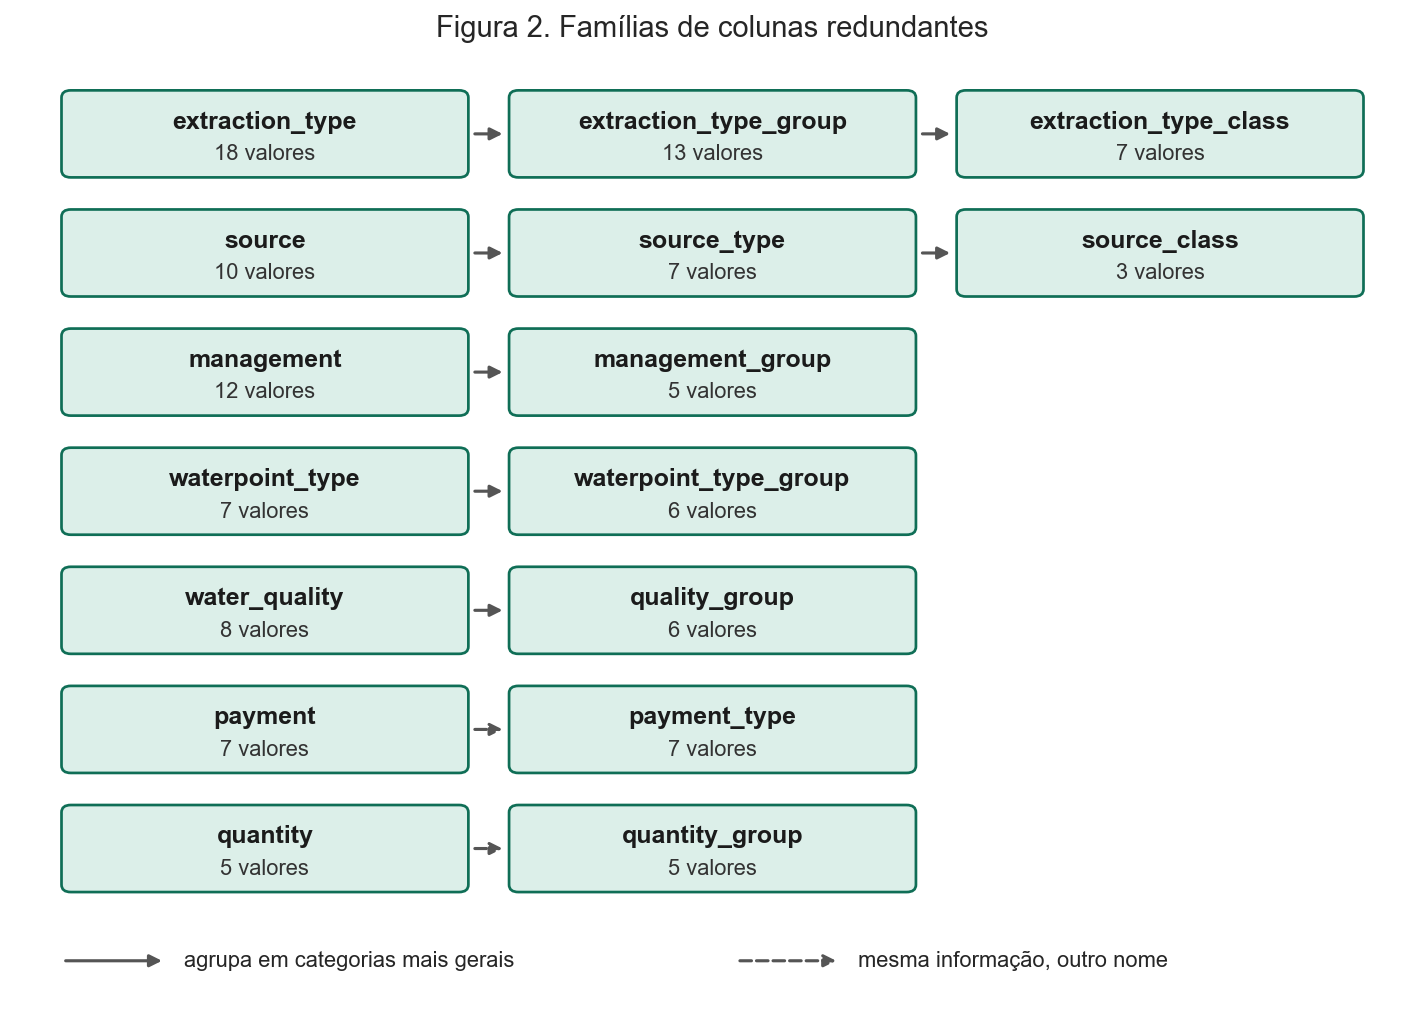 Figura 2. Famílias de colunas redundantes
extraction_type
18 valores
extraction_type_group
13 valores
extraction_type_class
7 valores
source
10 valores
source_type
7 valores
source_class
3 valores
management
12 valores
management_group
5 valores
waterpoint_type
7 valores
waterpoint_type_group
6 valores
water_quality
8 valores
quality_group
6 valores
payment
7 valores
payment_type
7 valores
quantity
5 valores
quantity_group
5 valores
agrupa em categorias mais gerais
mesma informação, outro nome